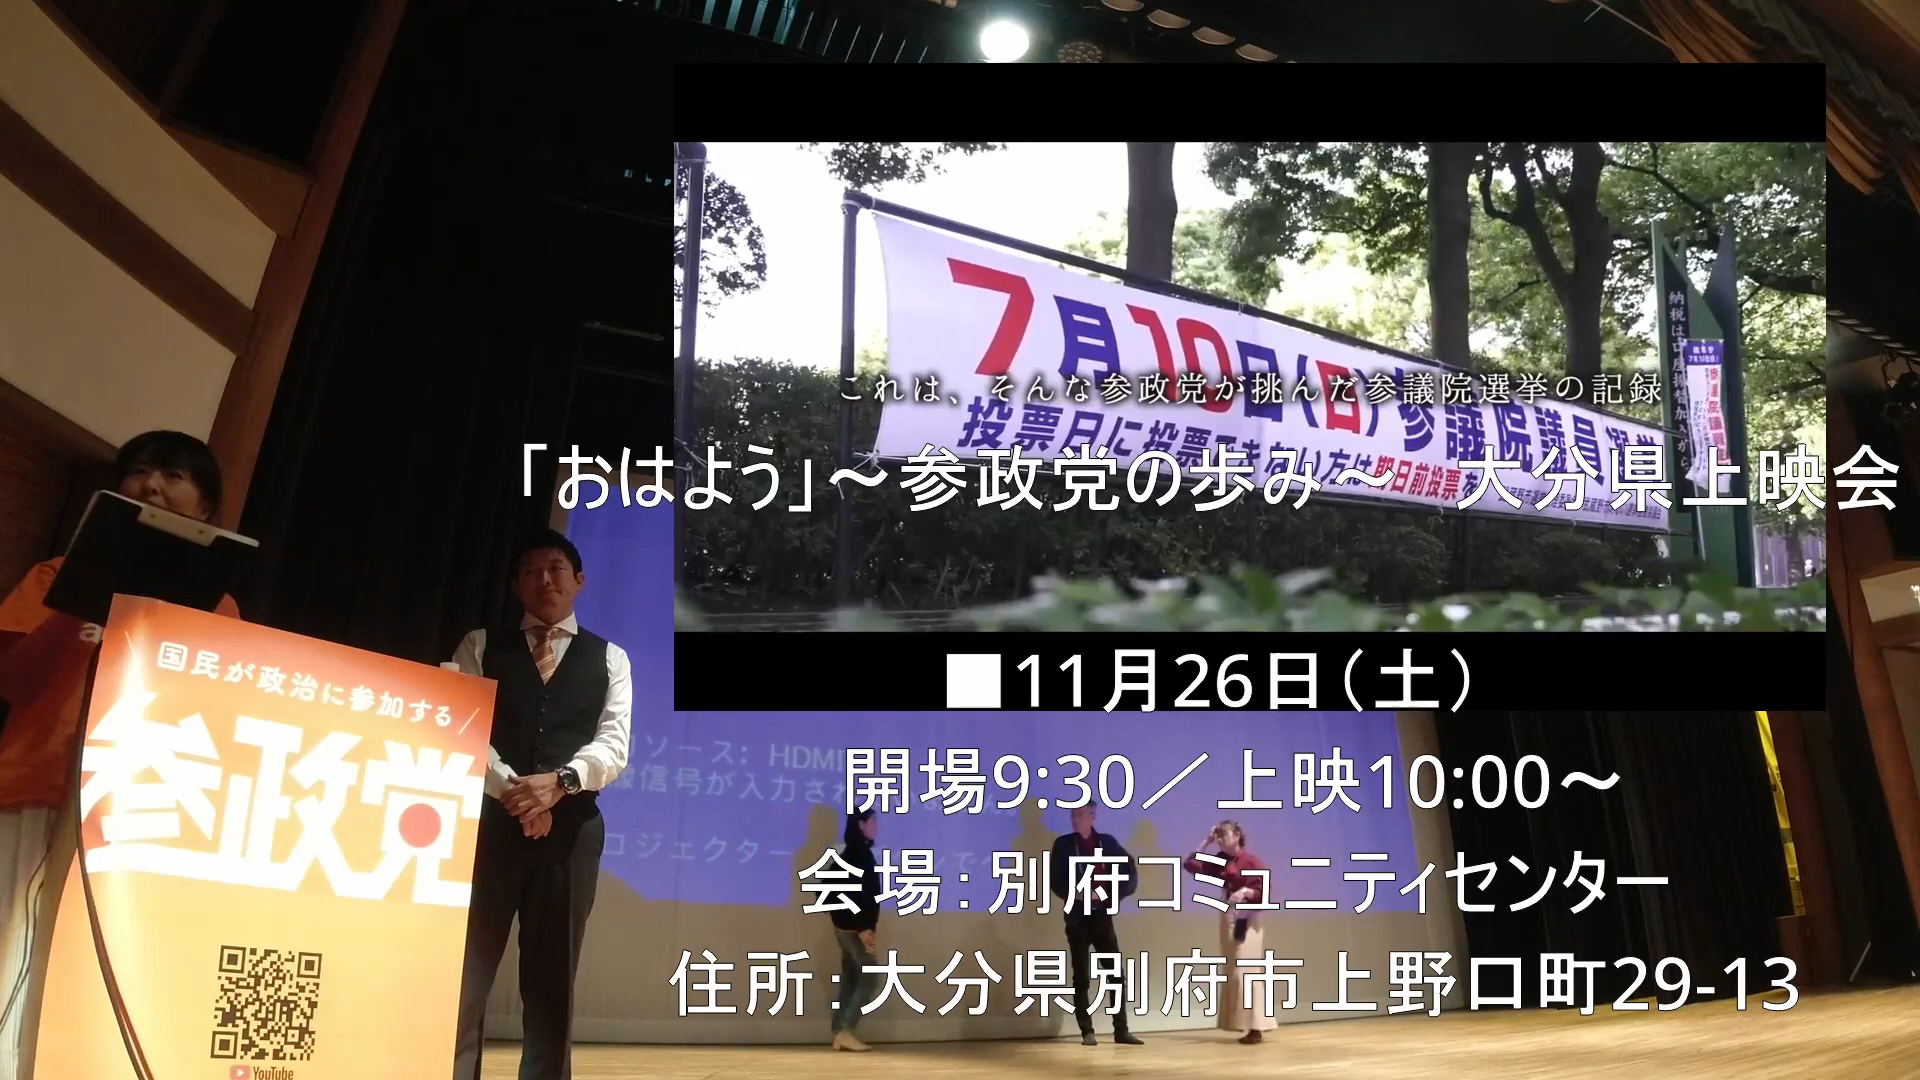 7月10日(日)参議院議員選挙
これは、そんな参政党が挑んだ参議院選挙の記録
投票日に投票できない方は期日前投票を
「おはよう」～参政党の歩み～　大分県上映会
■11月26日(土)
開場9:30／上映10:00～
会場:別府コミュニティセンター
住所:大分県別府市上野口町29-13
国民が政治に参加する
参政党
YouTube